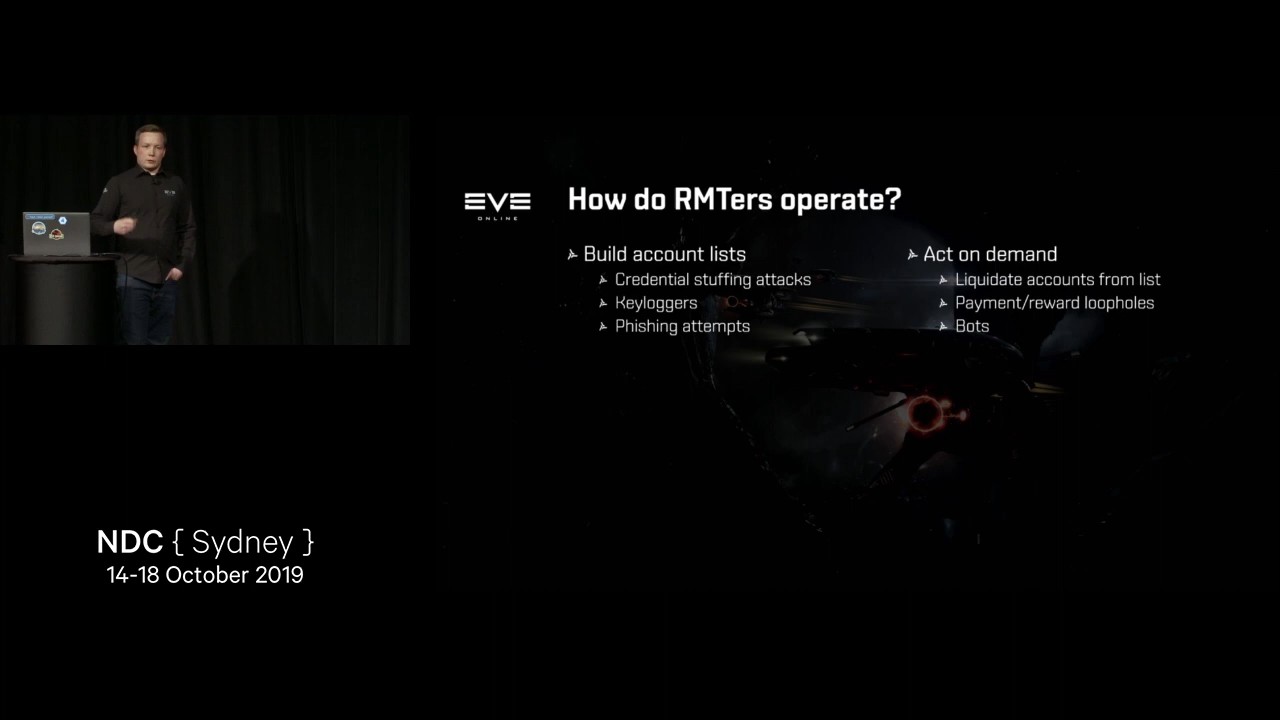 EVE
ONLINE
How do RMTers operate?
Build account lists
Credential stuffing attacks
Keyloggers
Phishing attempts
Act on demand
Liquidate accounts from list
Payment/reward loopholes
Bots
NDC { Sydney }
14-18 October 2019